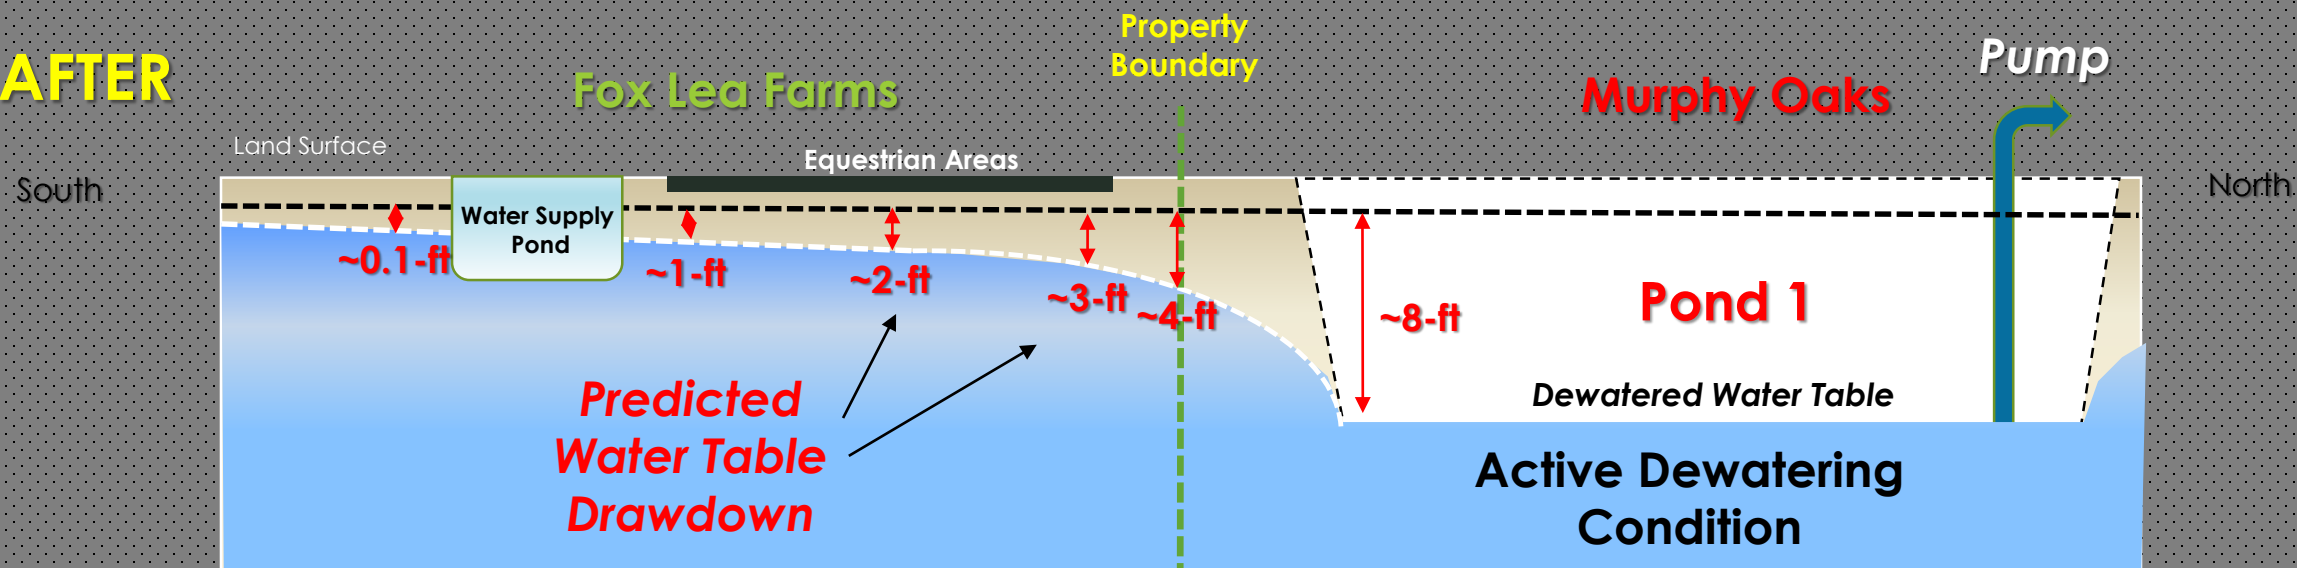 Property
Boundary
AFTER
Fox Lea Farms
Murphy Oaks
Pump
Land Surface
Equestrian Areas
South
North
Water Supply
Pond
~0.1-ft
~1-ft
~2-ft
~3-ft
~4-ft
~8-ft
Pond 1
Predicted
Water Table
Drawdown
Dewatered Water Table
Active Dewatering
Condition